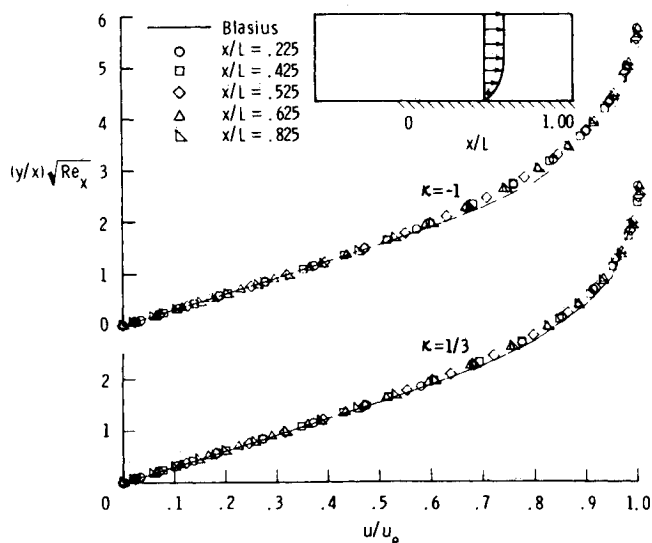 Blasius
x/L = .225
x/L = .425
x/L = .525
x/L = .625
x/L = .825
0
1.00
x/L
6
5
4
(y/x)√Re_x
3
2
1
0
κ=-1
κ=1/3
2
1
0 .1 .2 .3 .4 .5 .6 .7 .8 .9 1.0
u/u_e